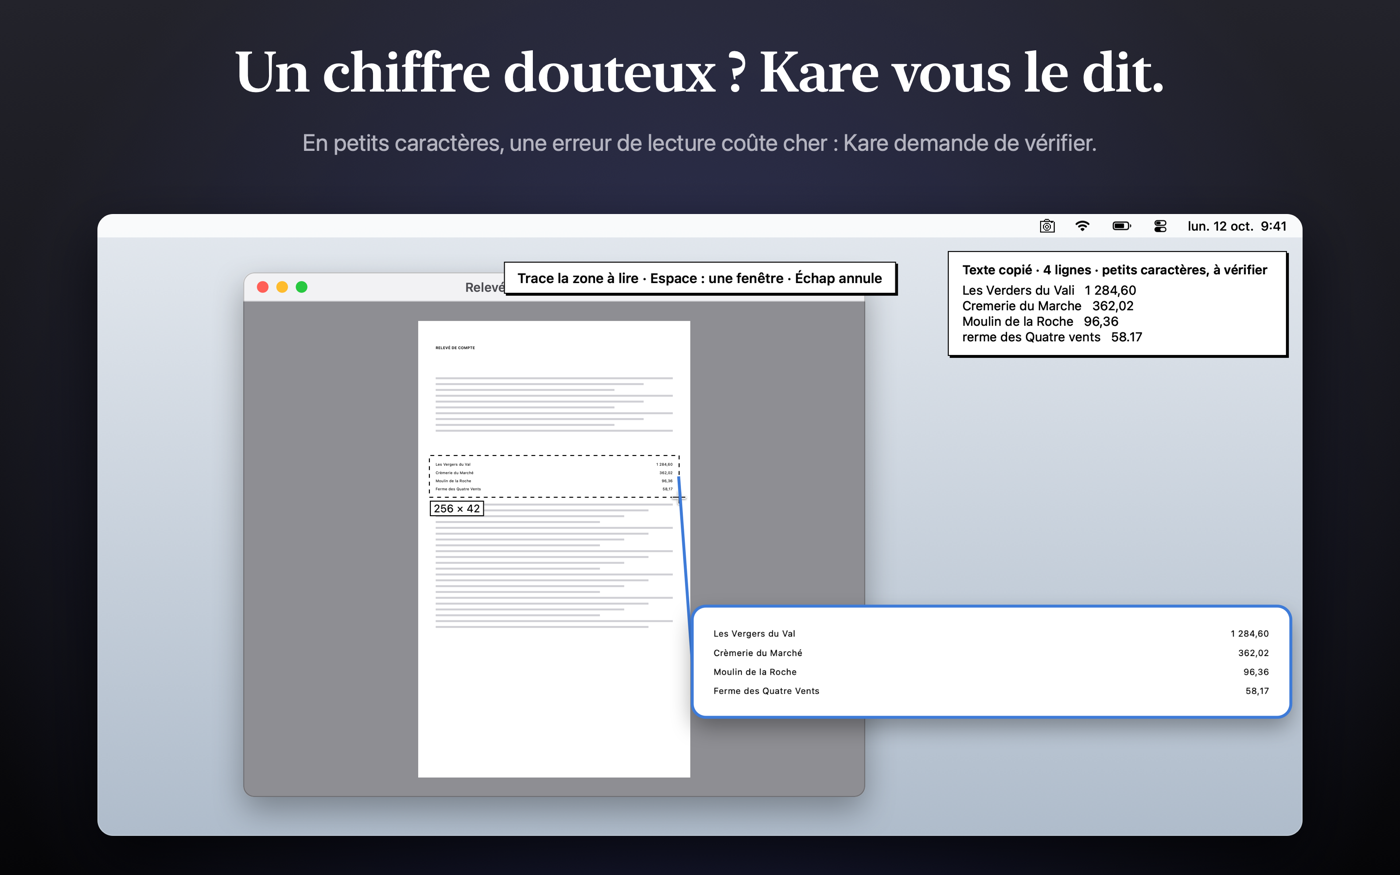 Un chiffre douteux ? Kare vous le dit.
En petits caractères, une erreur de lecture coûte cher : Kare demande de vérifier.
lun. 12 oct. 9:41
Trace la zone à lire · Espace : une fenêtre · Échap annule
Relevé
Texte copié · 4 lignes · petits caractères, à vérifier
Les Verders du Vali 1 284,60
Cremerie du Marche 362,02
Moulin de la Roche 96,36
rerme des Quatre vents 58.17
RELEVÉ DE COMPTE
Les Vergers du Val 1 284,60
Crèmerie du Marché 362,02
Moulin de la Roche 96,36
Ferme des Quatre Vents 58,17
256 × 42
Les Vergers du Val 1 284,60
Crèmerie du Marché 362,02
Moulin de la Roche 96,36
Ferme des Quatre Vents 58,17